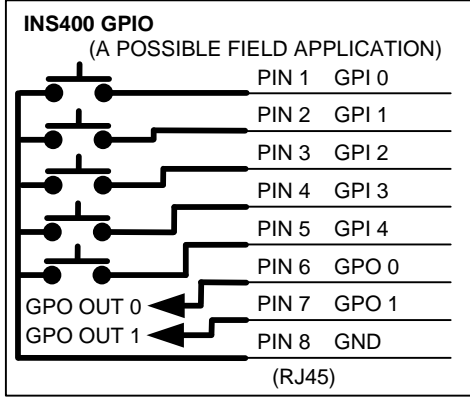 INS400 GPIO
(A POSSIBLE FIELD APPLICATION)
PIN 1 GPI 0
PIN 2 GPI 1
PIN 3 GPI 2
PIN 4 GPI 3
PIN 5 GPI 4
PIN 6 GPO 0
GPO OUT 0 PIN 7 GPO 1
GPO OUT 1 PIN 8 GND
(RJ45)